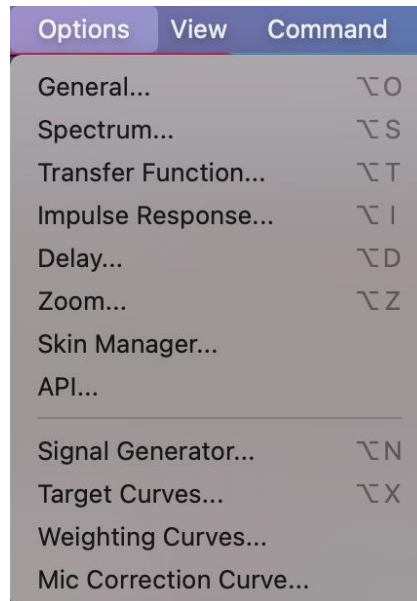 Options View Command
General... ⌥O
Spectrum... ⌥S
Transfer Function... ⌥T
Impulse Response... ⌥I
Delay... ⌥D
Zoom... ⌥Z
Skin Manager...
API...
Signal Generator... ⌥N
Target Curves... ⌥X
Weighting Curves...
Mic Correction Curve...